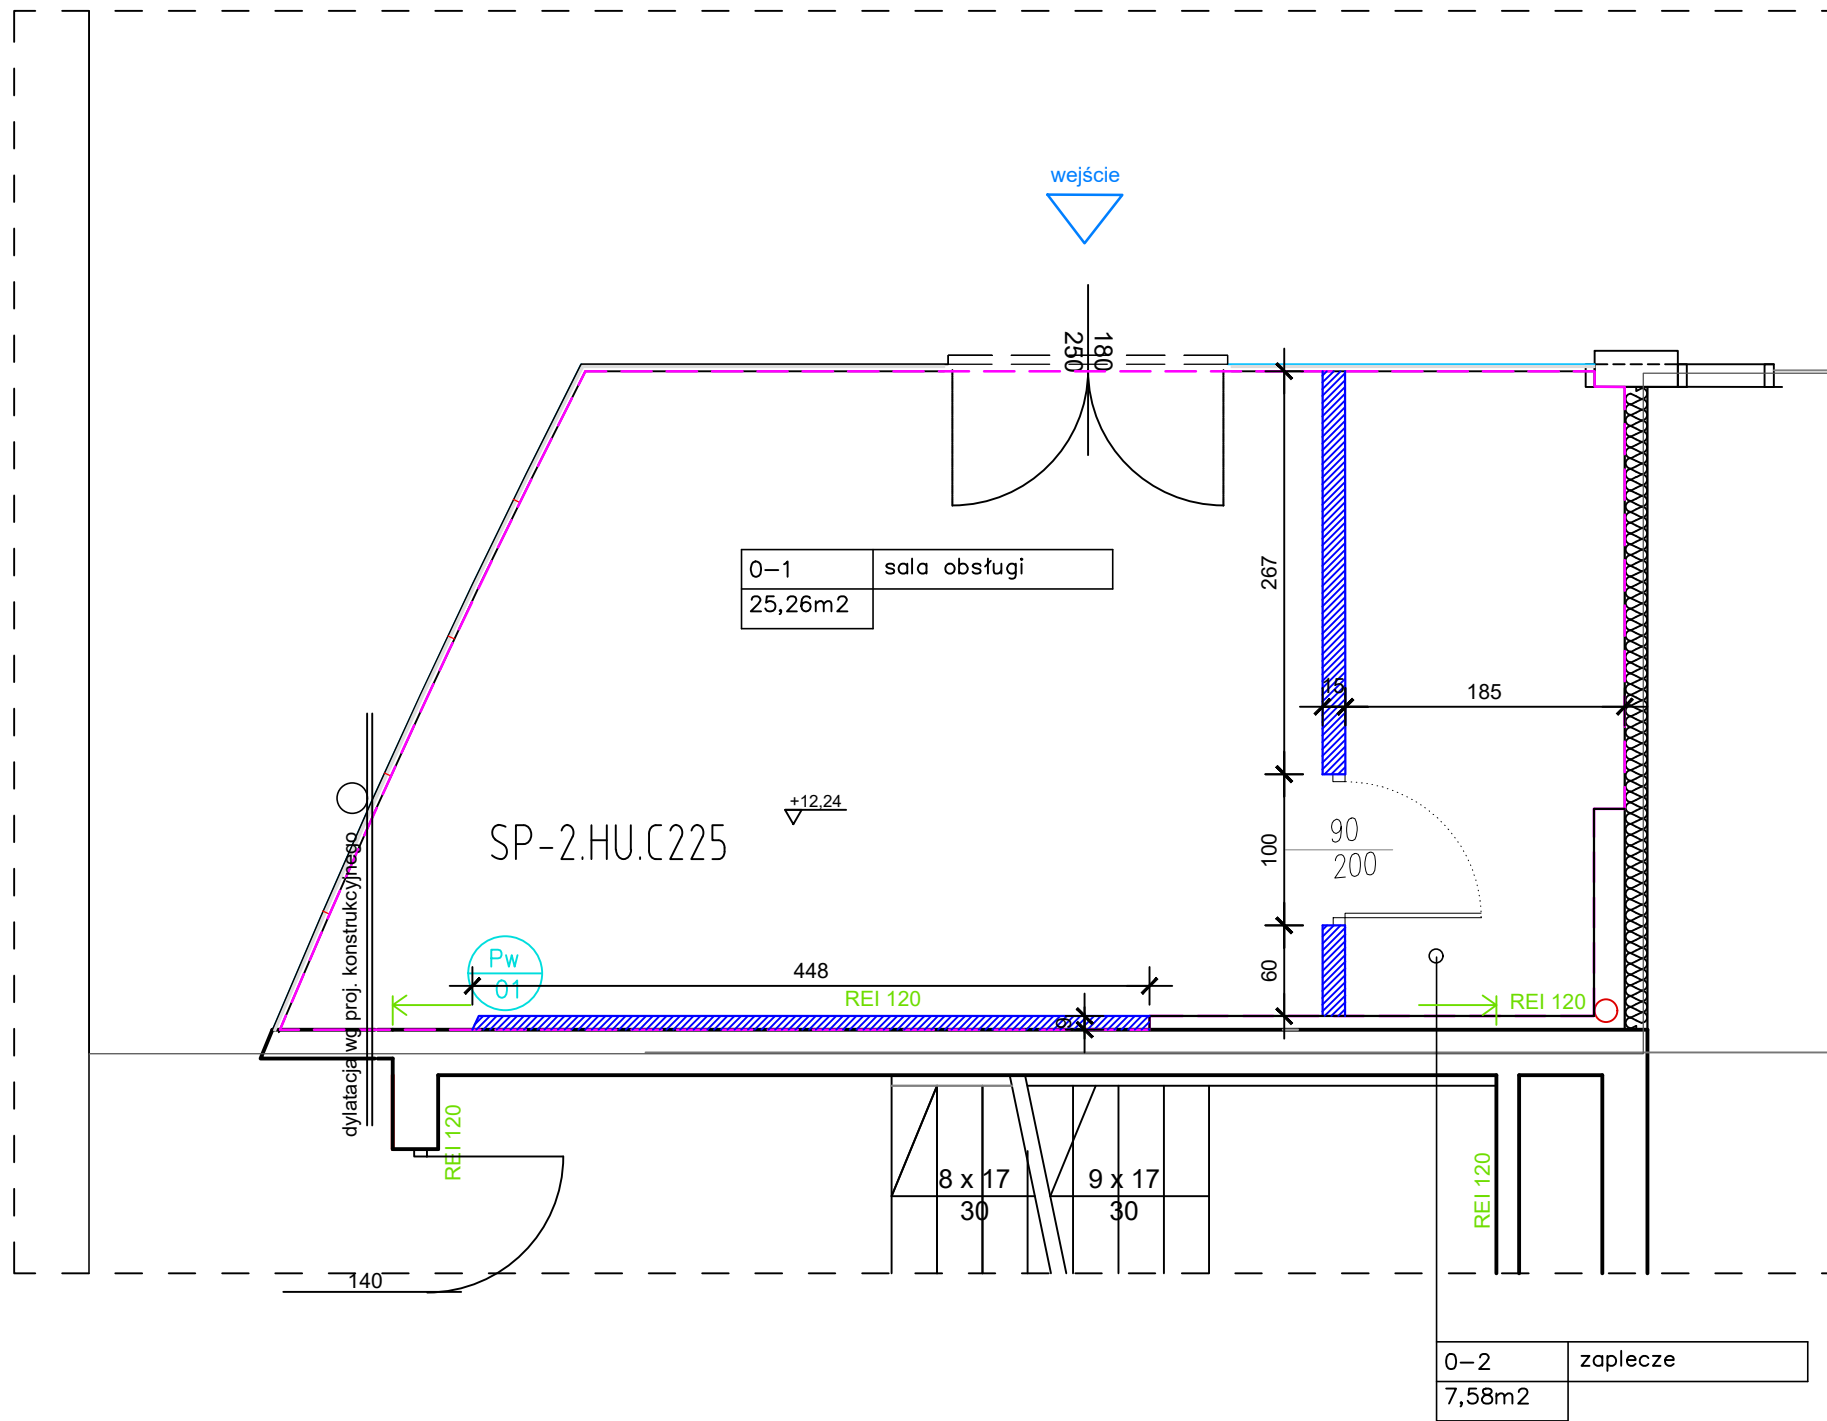 wejście
180
250
0-1
sala obsługi
25,26m2
267
15
185
+12,24
SP-2.HU.C225
100
90
200
dylatacja wg proj. konstrukcyjnego
Pw
01
448
60
REI 120
REI 120
9
REI 120
REI 120
8 x 17
30
9 x 17
30
140
0-2
zaplecze
7,58m2